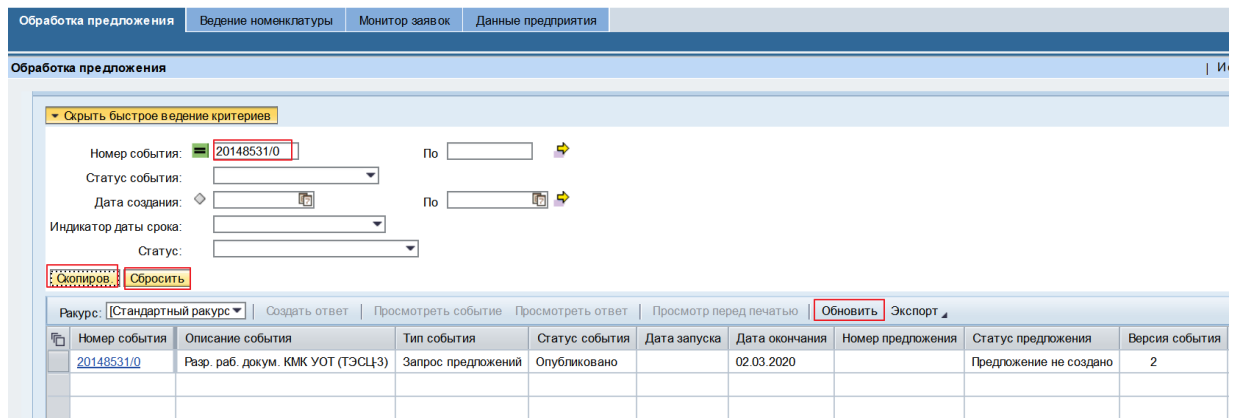 Обработка предложения Ведение номенклатуры Монитор заявок Данные предприятия
Обработка предложения | И
Скрыть быстрое ведение критериев
Номер события: 20148531/0 По
Статус события:
Дата создания: По
Индикатор даты срока:
Статус:
Скопиров. Сбросить
Ракурс: [Стандартный ракурс Создать ответ Просмотреть событие Просмотреть ответ Просмотр перед печатью Обновить Экспорт
Номер события Описание события Тип события Статус события Дата запуска Дата окончания Номер предложения Статус предложения Версия события
20148531/0 Разр. раб. докум. КМК УОТ (ТЭСЦ-3) Запрос предложений Опубликовано 02.03.2020 Предложение не создано 2